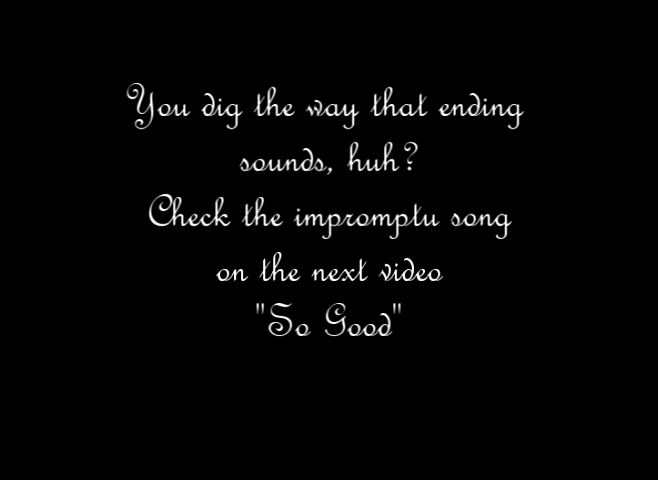 You dig the way that ending
sounds, huh?
Check the impromptu song
on the next video
"So Good"